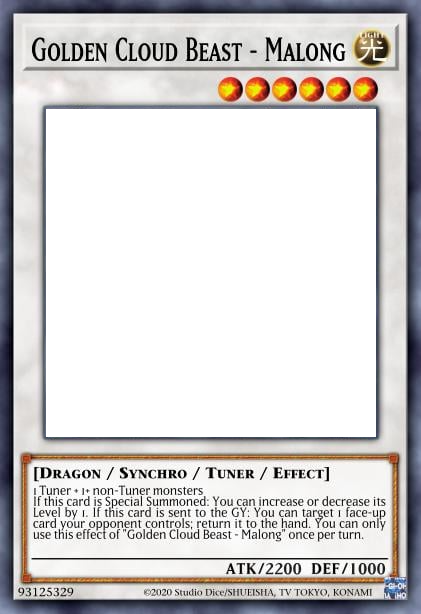 Golden Cloud Beast - Malong
LIGHT
光
[Dragon / Synchro / Tuner / Effect]
1 Tuner + 1+ non-Tuner monsters
If this card is Special Summoned: You can increase or decrease its
Level by 1. If this card is sent to the GY: You can target 1 face-up
card your opponent controls; return it to the hand. You can only
use this effect of "Golden Cloud Beast - Malong" once per turn.
ATK/2200 DEF/1000
93125329
©2020 Studio Dice/SHUEISHA, TV TOKYO, KONAMI